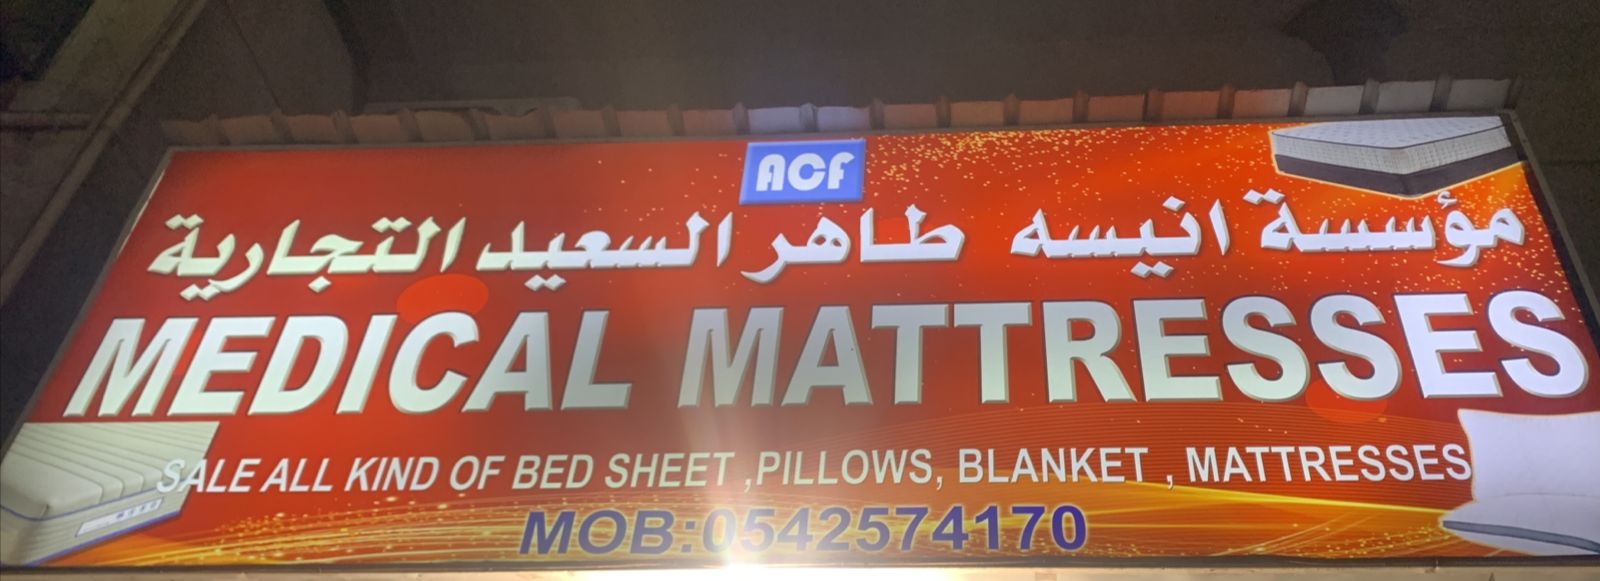 ACF
مؤسسة انيسه طاهر السعيد التجارية
MEDICAL MATTRESSES
SALE ALL KIND OF BED SHEET ,PILLOWS, BLANKET , MATTRESSES
MOB:0542574170